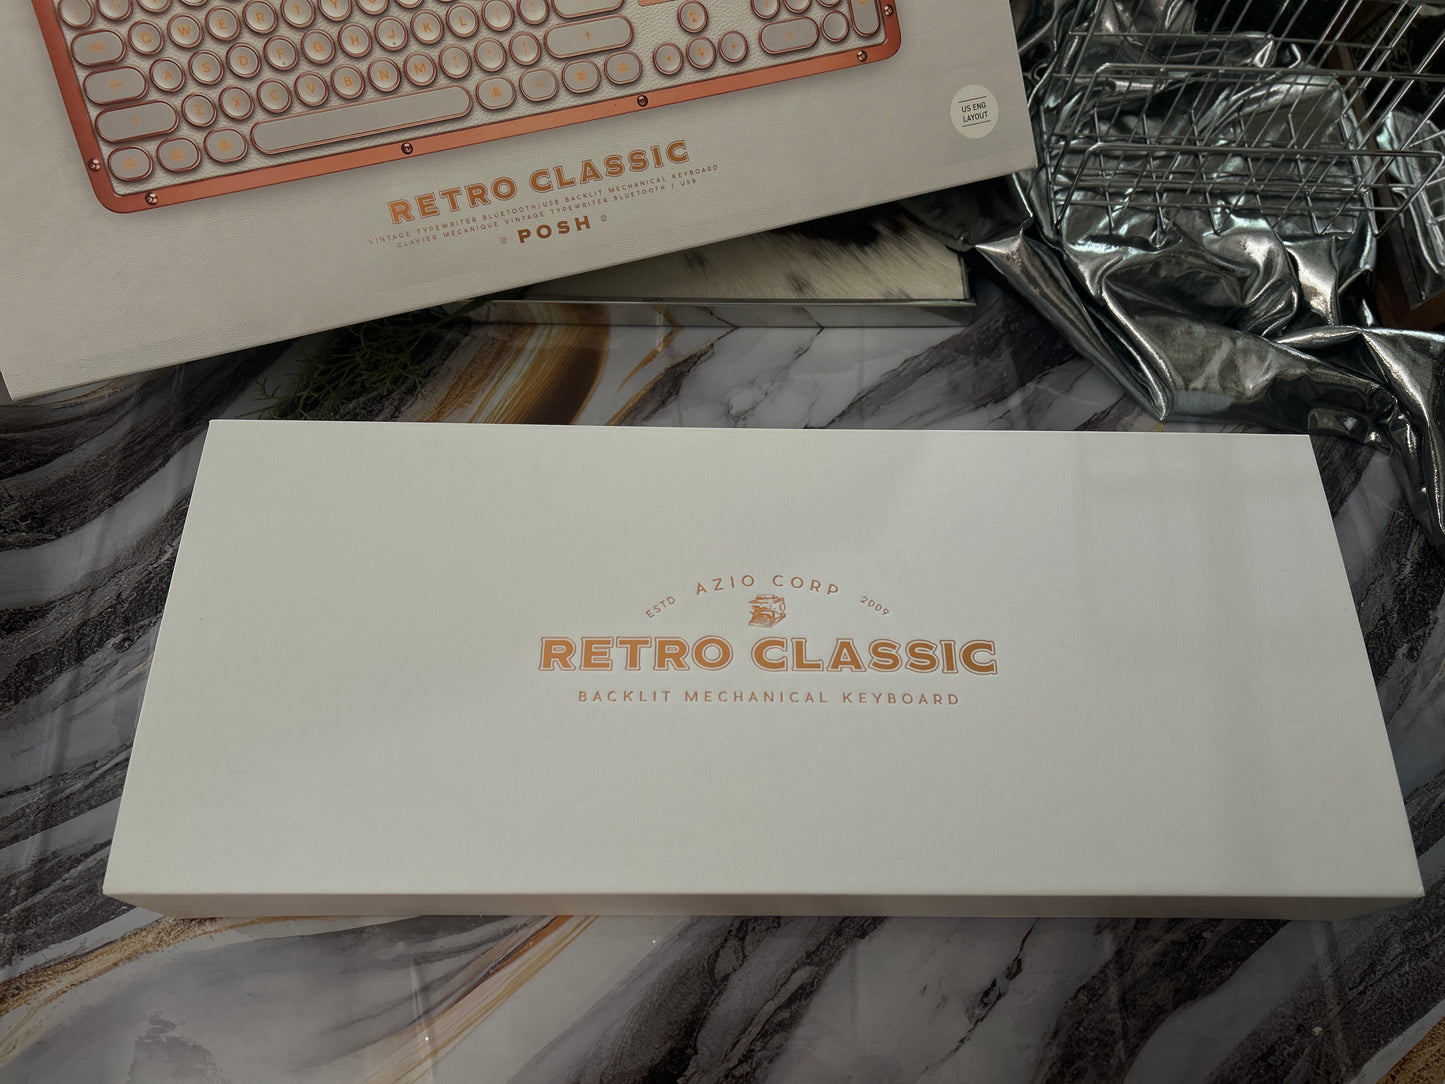 Q W E R T Y
A S D F G H J K L
Z X C V B N M
US ENG
LAYOUT
RETRO CLASSIC
VINTAGE TYPEWRITER BLUETOOTH/USB BACKLIT MECHANICAL KEYBOARD
CLAVIER MÉCANIQUE VINTAGE TYPEWRITER BLUETOOTH / USB
POSH
ESTD AZIO CORP 2009
RETRO CLASSIC
BACKLIT MECHANICAL KEYBOARD